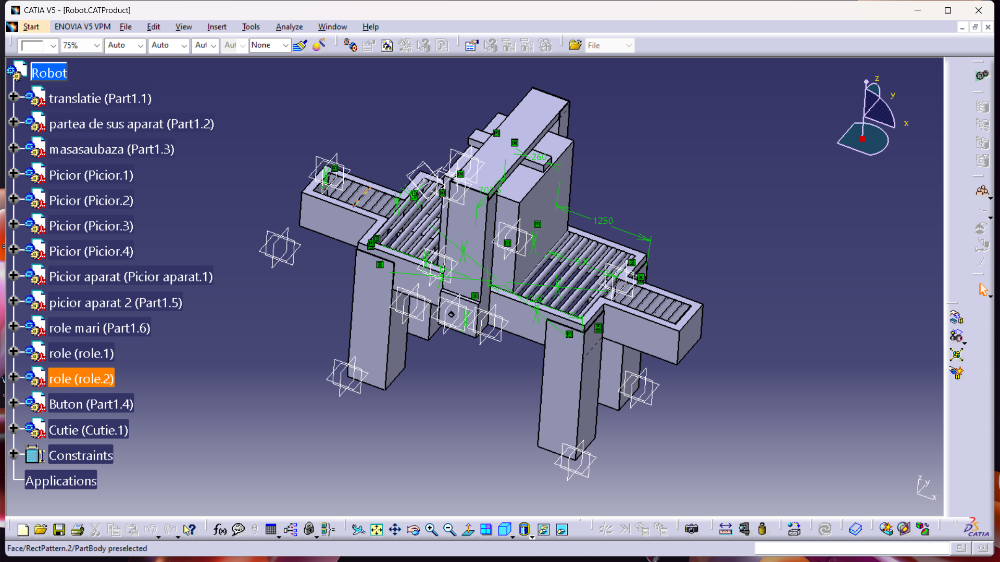 CATIA V5 - [Robot.CATProduct]
Start ENOVIA V5 VPM File Edit View Insert Tools Analyze Window Help
75% Auto Auto Aut Aut None File
Robot
translatie (Part1.1)
partea de sus aparat (Part1.2)
masasaubaza (Part1.3)
Picior (Picior.1)
Picior (Picior.2)
Picior (Picior.3)
Picior (Picior.4)
Picior aparat (Picior aparat.1)
picior aparat 2 (Part1.5)
role mari (Part1.6)
role (role.1)
role (role.2)
Buton (Part1.4)
Cutie (Cutie.1)
Constraints
Applications
z
y
x
260
1250
z
y
x
f(x)
CATIA
Face/RectPattern.2/PartBody preselected